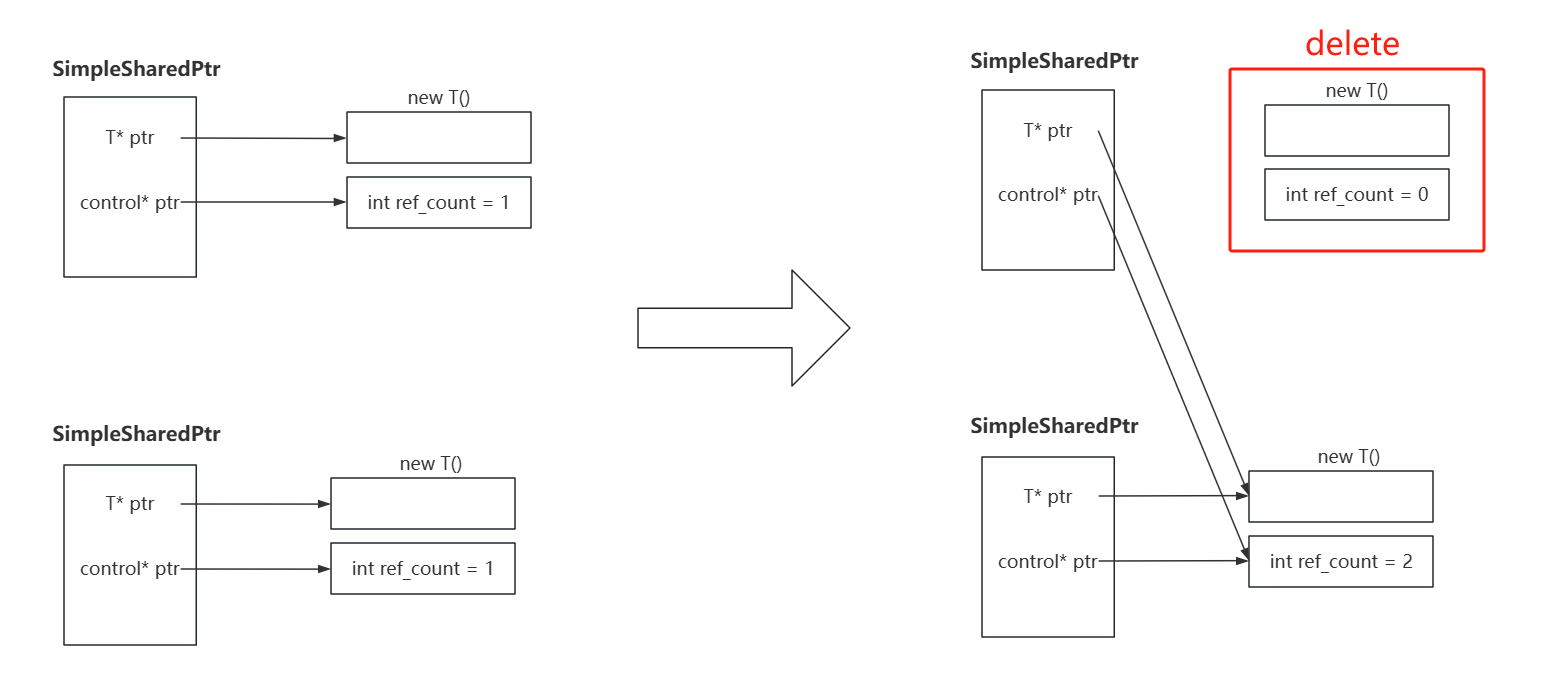 SimpleSharedPtr
new T()
T* ptr
control* ptr
int ref_count = 1
SimpleSharedPtr
new T()
T* ptr
control* ptr
int ref_count = 1
delete
SimpleSharedPtr
new T()
T* ptr
control* ptr
int ref_count = 0
SimpleSharedPtr
new T()
T* ptr
control* ptr
int ref_count = 2